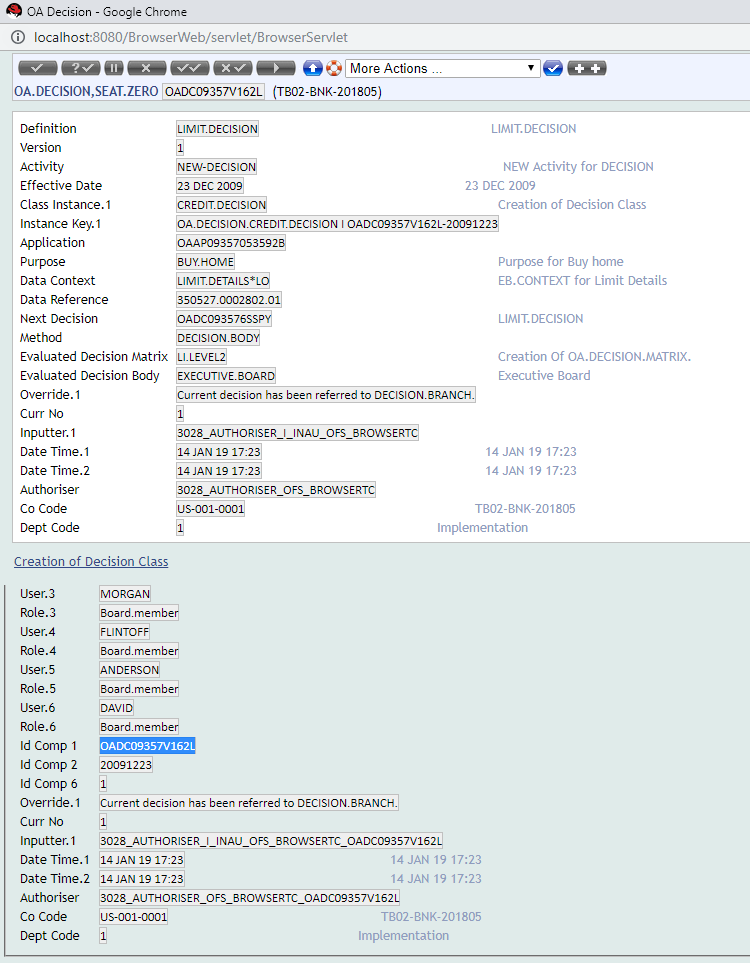 OA Decision - Google Chrome
localhost:8080/BrowserWeb/servlet/BrowserServlet
More Actions ...
OA.DECISION,SEAT.ZERO OADC09357V162L (TB02-BNK-201805)
Definition LIMIT.DECISION LIMIT.DECISION
Version 1
Activity NEW-DECISION NEW Activity for DECISION
Effective Date 23 DEC 2009 23 DEC 2009
Class Instance.1 CREDIT.DECISION Creation of Decision Class
Instance Key.1 OA.DECISION.CREDIT.DECISION | OADC09357V162L-20091223
Application OAAP09357053592B
Purpose BUY.HOME Purpose for Buy home
Data Context LIMIT.DETAILS*LO EB.CONTEXT for Limit Details
Data Reference 350527.0002802.01
Next Decision OADC093576SSPY LIMIT.DECISION
Method DECISION.BODY
Evaluated Decision Matrix LI.LEVEL2 Creation Of OA.DECISION.MATRIX.
Evaluated Decision Body EXECUTIVE.BOARD Executive Board
Override.1 Current decision has been referred to DECISION.BRANCH.
Curr No 1
Inputter.1 3028_AUTHORISER_I_INAU_OFS_BROWSERTC
Date Time.1 14 JAN 19 17:23 14 JAN 19 17:23
Date Time.2 14 JAN 19 17:23 14 JAN 19 17:23
Authoriser 3028_AUTHORISER_OFS_BROWSERTC
Co Code US-001-0001 TB02-BNK-201805
Dept Code 1 Implementation
Creation of Decision Class
User.3 MORGAN
Role.3 Board.member
User.4 FLINTOFF
Role.4 Board.member
User.5 ANDERSON
Role.5 Board.member
User.6 DAVID
Role.6 Board.member
Id Comp 1 OADC09357V162L
Id Comp 2 20091223
Id Comp 6 1
Override.1 Current decision has been referred to DECISION.BRANCH.
Curr No 1
Inputter.1 3028_AUTHORISER_I_INAU_OFS_BROWSERTC_OADC09357V162L
Date Time.1 14 JAN 19 17:23 14 JAN 19 17:23
Date Time.2 14 JAN 19 17:23 14 JAN 19 17:23
Authoriser 3028_AUTHORISER_OFS_BROWSERTC_OADC09357V162L
Co Code US-001-0001 TB02-BNK-201805
Dept Code 1 Implementation